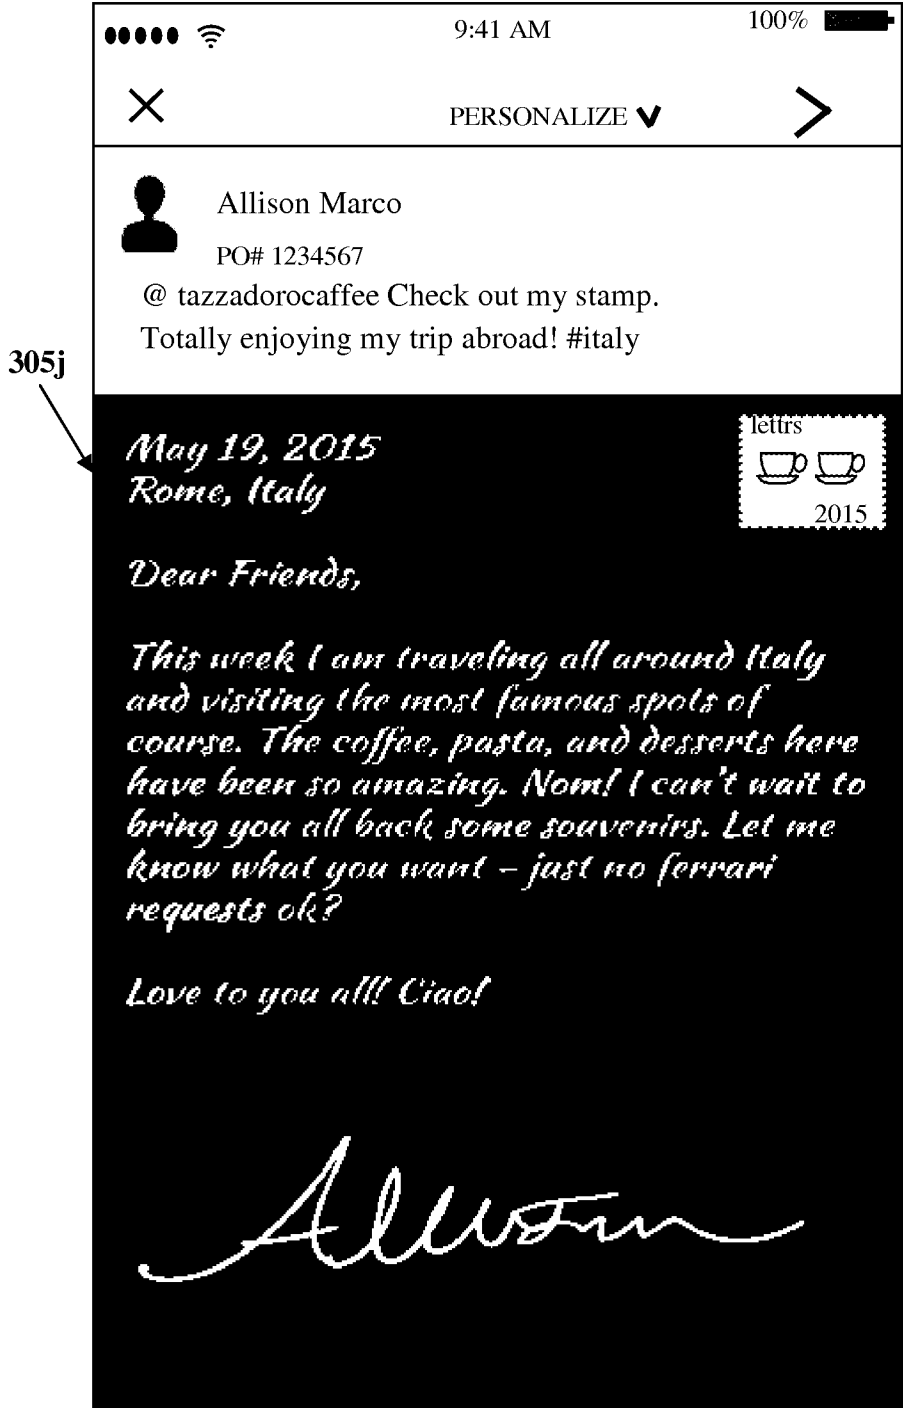 9:41 AM
100%
PERSONALIZE
Allison Marco
PO# 1234567
@ tazzadorocaffee Check out my stamp.
Totally enjoying my trip abroad! #italy
305j
May 19, 2015
Rome, Italy
lettrs
2015
Dear Friends,
This week I am traveling all around Italy
and visiting the most famous spots of
course. The coffee, pasta, and desserts here
have been so amazing. Nom! I can't wait to
bring you all back some souvenirs. Let me
know what you want – just no ferrari
requests ok?
Love to you all! Ciao!
Allison